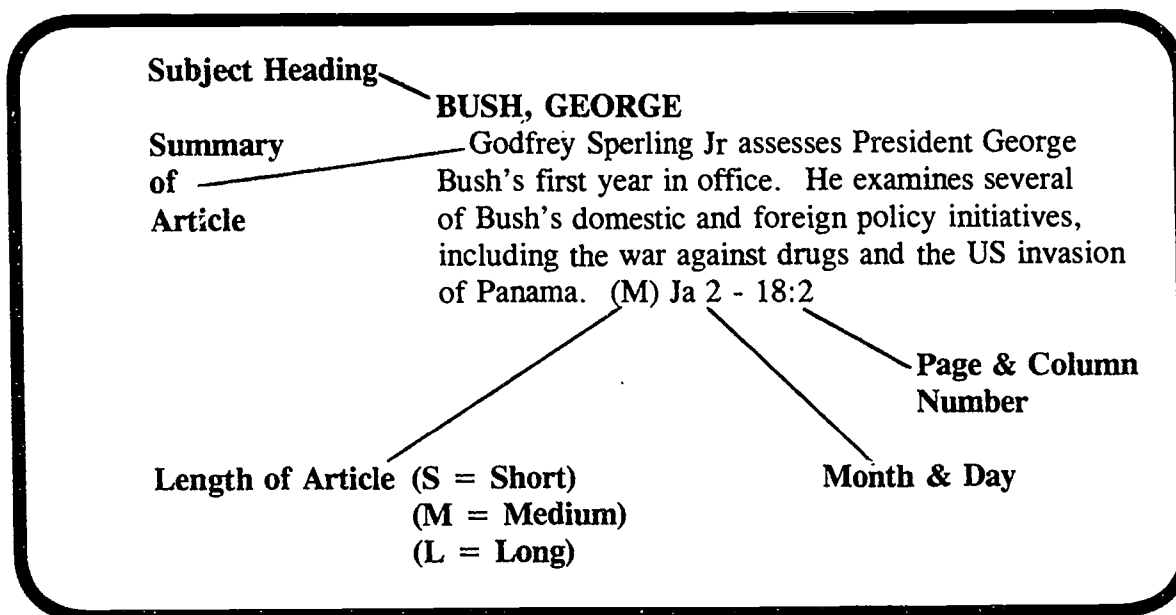 Subject Heading
BUSH, GEORGE
Summary
of
Article
Godfrey Sperling Jr assesses President George
Bush's first year in office. He examines several
of Bush's domestic and foreign policy initiatives,
including the war against drugs and the US invasion
of Panama. (M) Ja 2 - 18:2
Page & Column
Number
Length of Article (S = Short)
(M = Medium)
(L = Long)
Month & Day